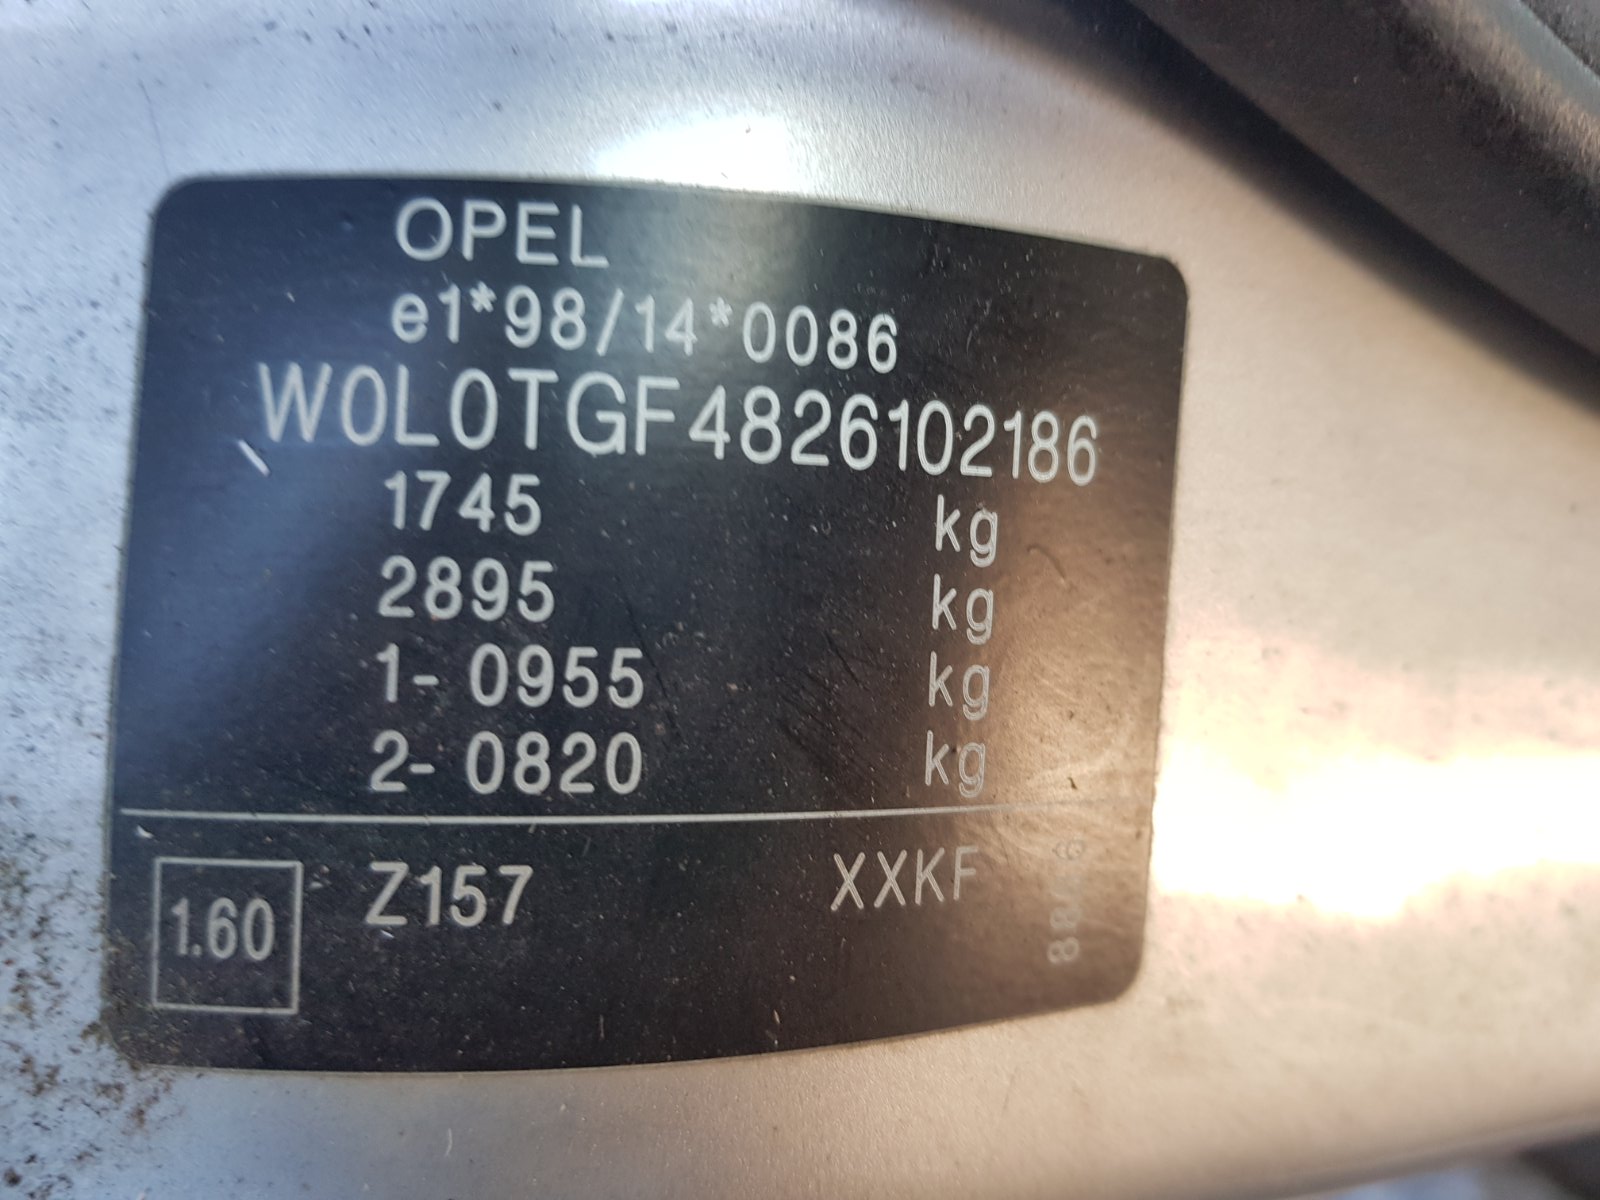 OPEL
e1*98/14*0086
W0L0TGF4826102186
1745 kg
2895 kg
1- 0955 kg
2- 0820 kg
1.60 Z157 XXKF